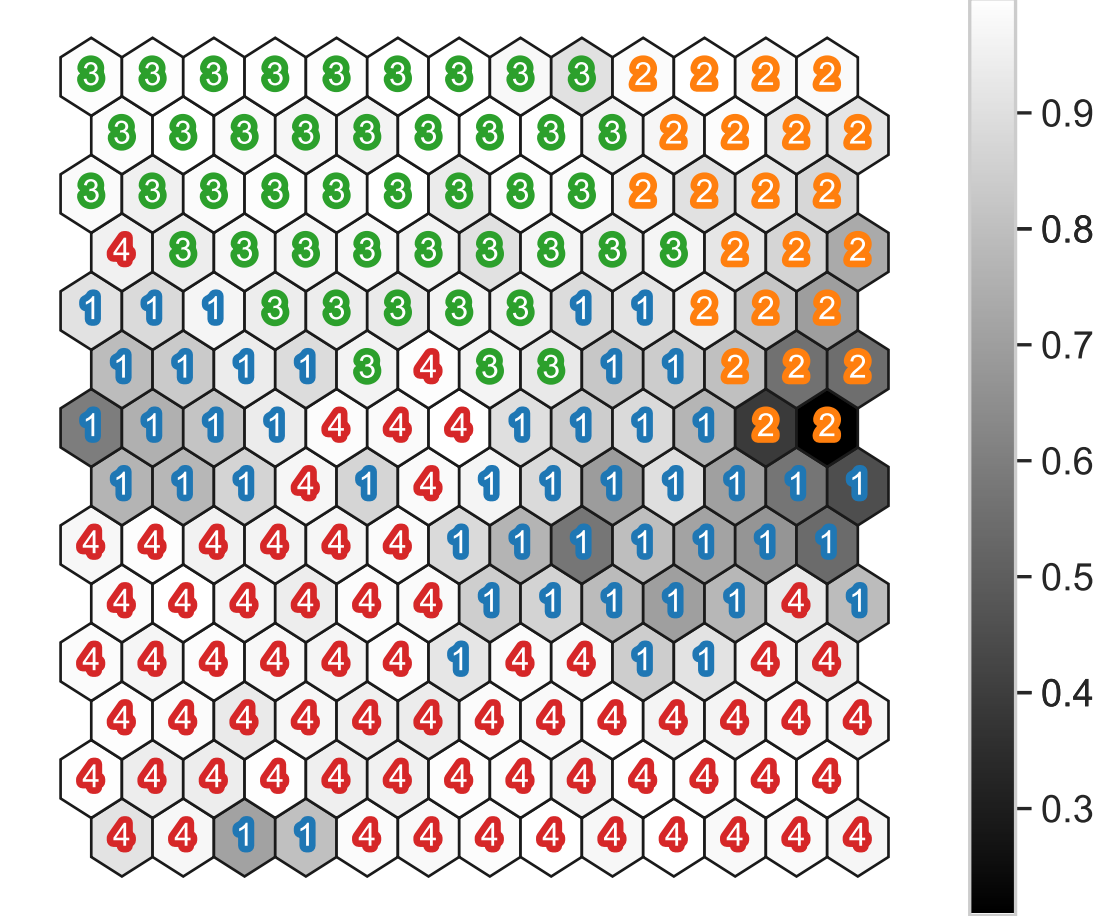 3 3 3 3 3 3 3 3 3 2 2 2 2
3 3 3 3 3 3 3 3 3 2 2 2 2
3 3 3 3 3 3 3 3 3 2 2 2 2
4 3 3 3 3 3 3 3 3 3 2 2 2
1 1 1 3 3 3 3 3 1 1 2 2 2
1 1 1 1 3 4 3 3 1 1 2 2 2
1 1 1 1 4 4 4 1 1 1 1 2 2
1 1 1 4 1 4 1 1 1 1 1 1 1
4 4 4 4 4 4 1 1 1 1 1 1 1
4 4 4 4 4 4 1 1 1 1 1 4 1
4 4 4 4 4 4 1 4 4 1 1 4 4
4 4 4 4 4 4 4 4 4 4 4 4 4
4 4 4 4 4 4 4 4 4 4 4 4 4
4 4 1 1 4 4 4 4 4 4 4 4 4
0.9
0.8
0.7
0.6
0.5
0.4
0.3